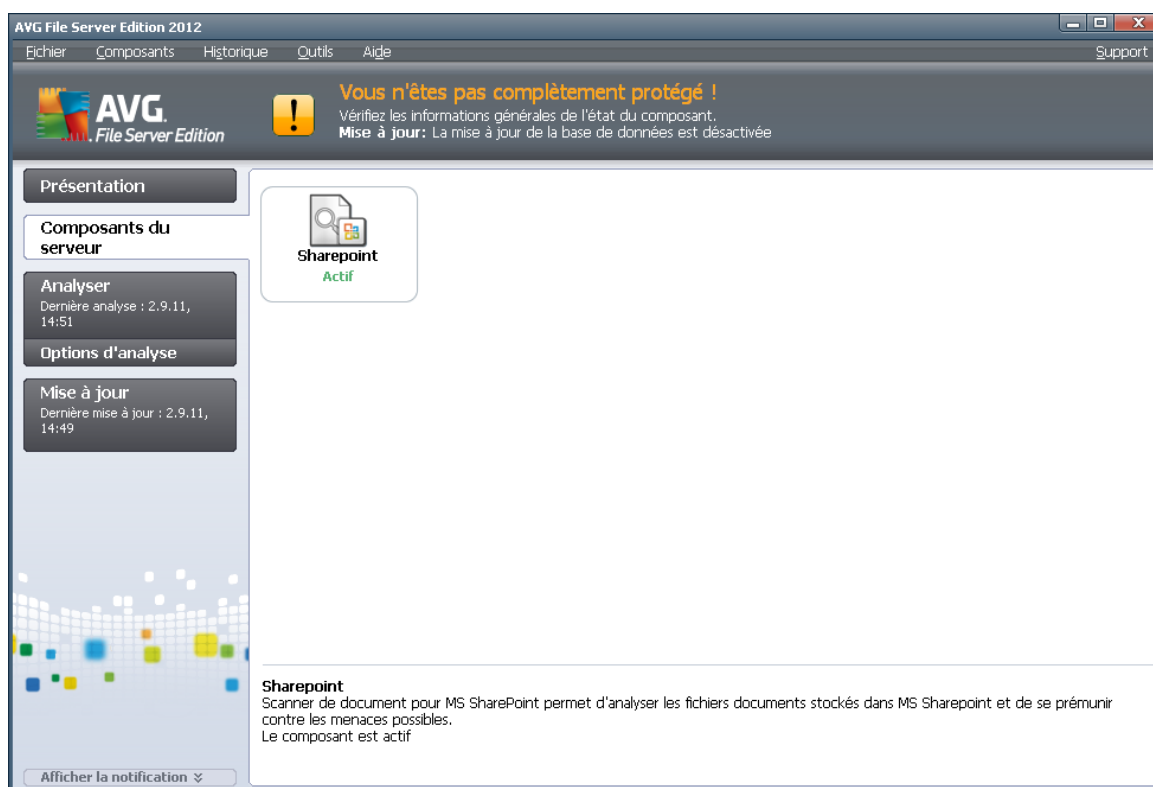 AVG File Server Edition 2012
Fichier Composants Historique Outils Aide Support
AVG.
File Server Edition
Vous n'êtes pas complètement protégé !
Vérifiez les informations générales de l'état du composant.
Mise à jour: La mise à jour de la base de données est désactivée
Présentation
Composants du
serveur
Analyser
Dernière analyse : 2.9.11,
14:51
Options d'analyse
Mise à jour
Dernière mise à jour : 2.9.11,
14:49
Afficher la notification
Sharepoint
Actif
Sharepoint
Scanner de document pour MS SharePoint permet d'analyser les fichiers documents stockés dans MS Sharepoint et de se prémunir
contre les menaces possibles.
Le composant est actif